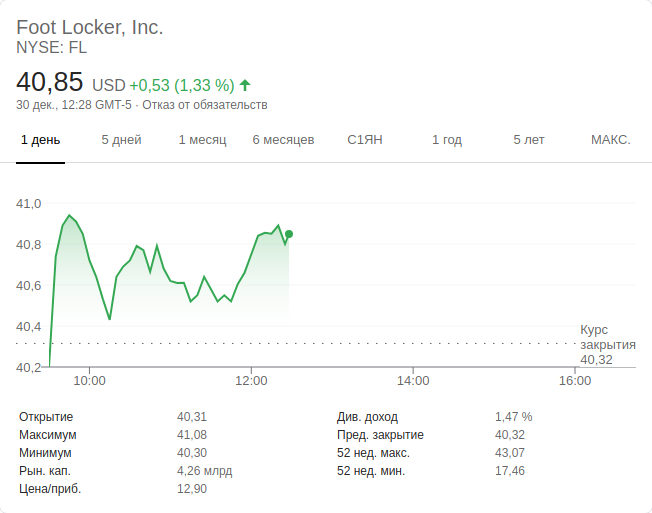 Foot Locker, Inc.
NYSE: FL
40,85 USD +0,53 (1,33 %)
30 дек., 12:28 GMT-5 · Отказ от обязательств
1 день 5 дней 1 месяц 6 месяцев С1ЯН 1 год 5 лет МАКС.
41,0
40,8
40,6
40,4
40,2
Курс
закрытия
40,32
10:00 12:00 14:00 16:00
Открытие 40,31
Максимум 41,08
Минимум 40,30
Рын. кап. 4,26 млрд
Цена/приб. 12,90
Див. доход 1,47 %
Пред. закрытие 40,32
52 нед. макс. 43,07
52 нед. мин. 17,46